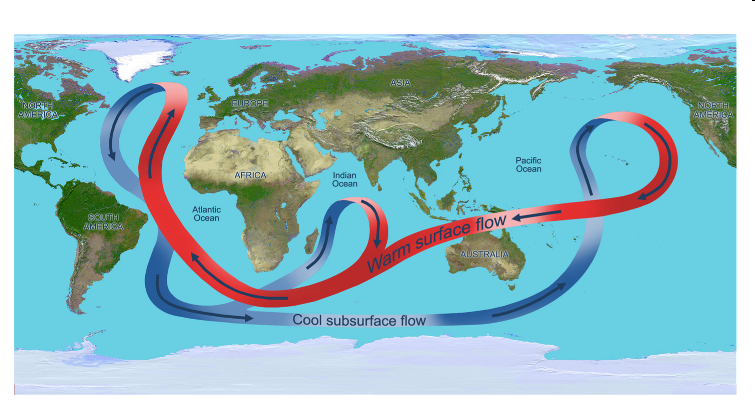 NORTH
AMERICA
EUROPE
ASIA
NORTH
AMERICA
AFRICA
Indian
Ocean
Pacific
Ocean
Atlantic
Ocean
SOUTH
AMERICA
Warm surface flow
AUSTRALIA
Cool subsurface flow